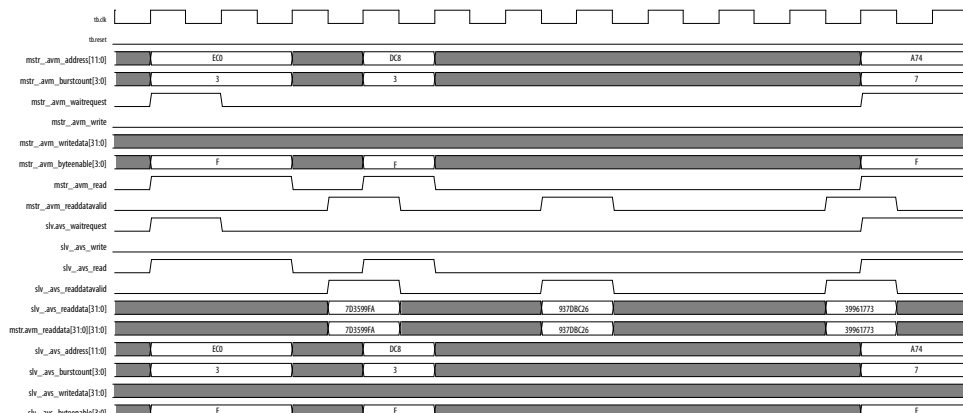 tb.clk
tb.reset
mstr_.avm_address[11:0] EC0 DC8 A74
mstr_.avm_burstcount[3:0] 3 3 7
mstr_.avm_waitrequest
mstr_.avm_write
mstr_.avm_writedata[31:0]
mstr_.avm_byteenable[3:0] F F F
mstr_.avm_read
mstr_.avm_readdatavalid
slv.avs_waitrequest
slv_.avs_write
slv_.avs_read
slv_.avs_readdatavalid
slv_.avs_readdata[31:0] 7D3599FA 937DBC26 39961773
mstr.avm_readdata[31:0][31:0] 7D3599FA 937DBC26 39961773
slv_.avs_address[11:0] EC0 DC8 A74
slv_.avs_burstcount[3:0] 3 3 7
slv_.avs_writedata[31:0]
slv_.avs_byteenable[3:0] F F F